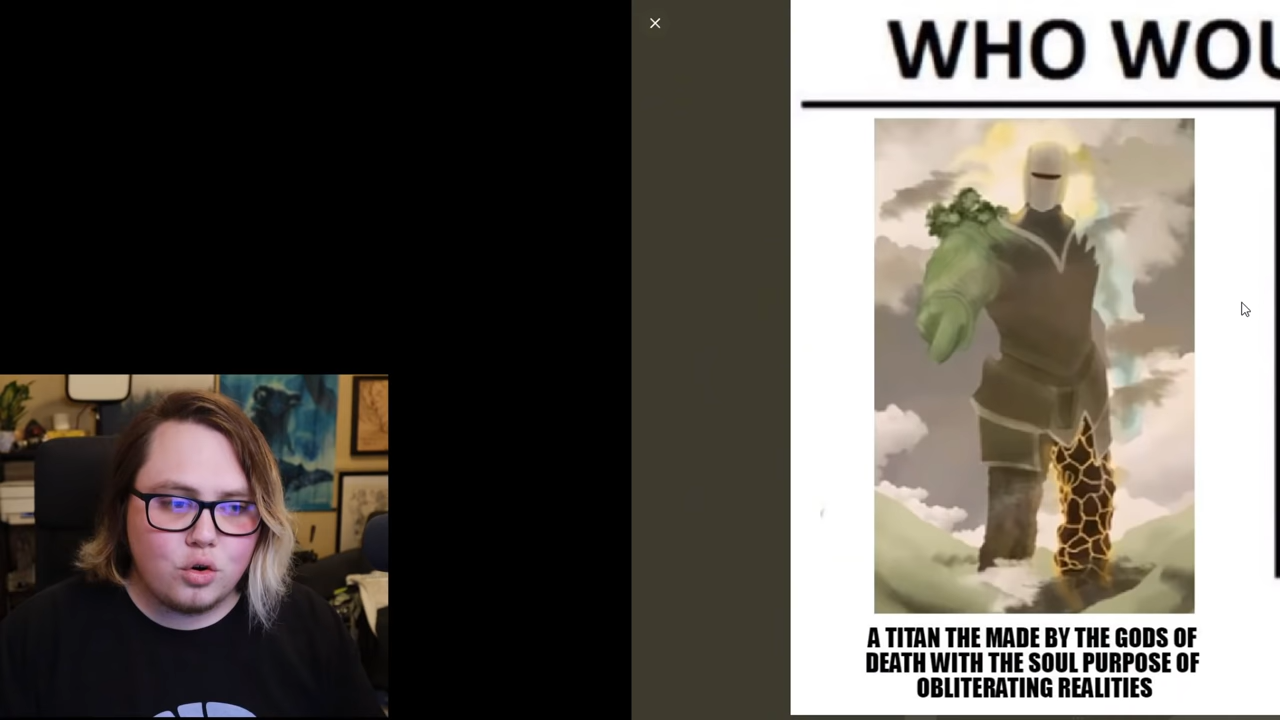 WHO WOU
A TITAN THE MADE BY THE GODS OF
DEATH WITH THE SOUL PURPOSE OF
OBLITERATING REALITIES